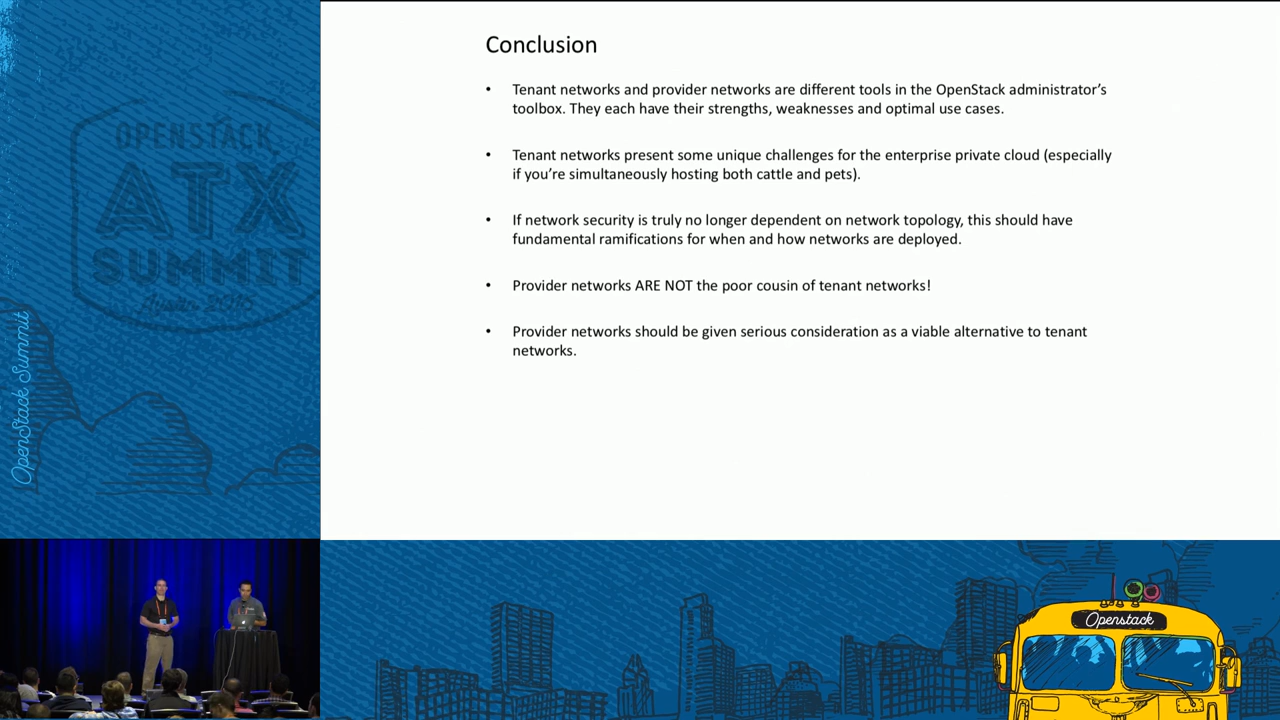 Conclusion
• Tenant networks and provider networks are different tools in the OpenStack administrator's
toolbox. They each have their strengths, weaknesses and optimal use cases.
• Tenant networks present some unique challenges for the enterprise private cloud (especially
if you're simultaneously hosting both cattle and pets).
• If network security is truly no longer dependent on network topology, this should have
fundamental ramifications for when and how networks are deployed.
• Provider networks ARE NOT the poor cousin of tenant networks!
• Provider networks should be given serious consideration as a viable alternative to tenant
networks.
OPENSTACK
ATX
SUMMIT
OpenStack Summit
Openstack